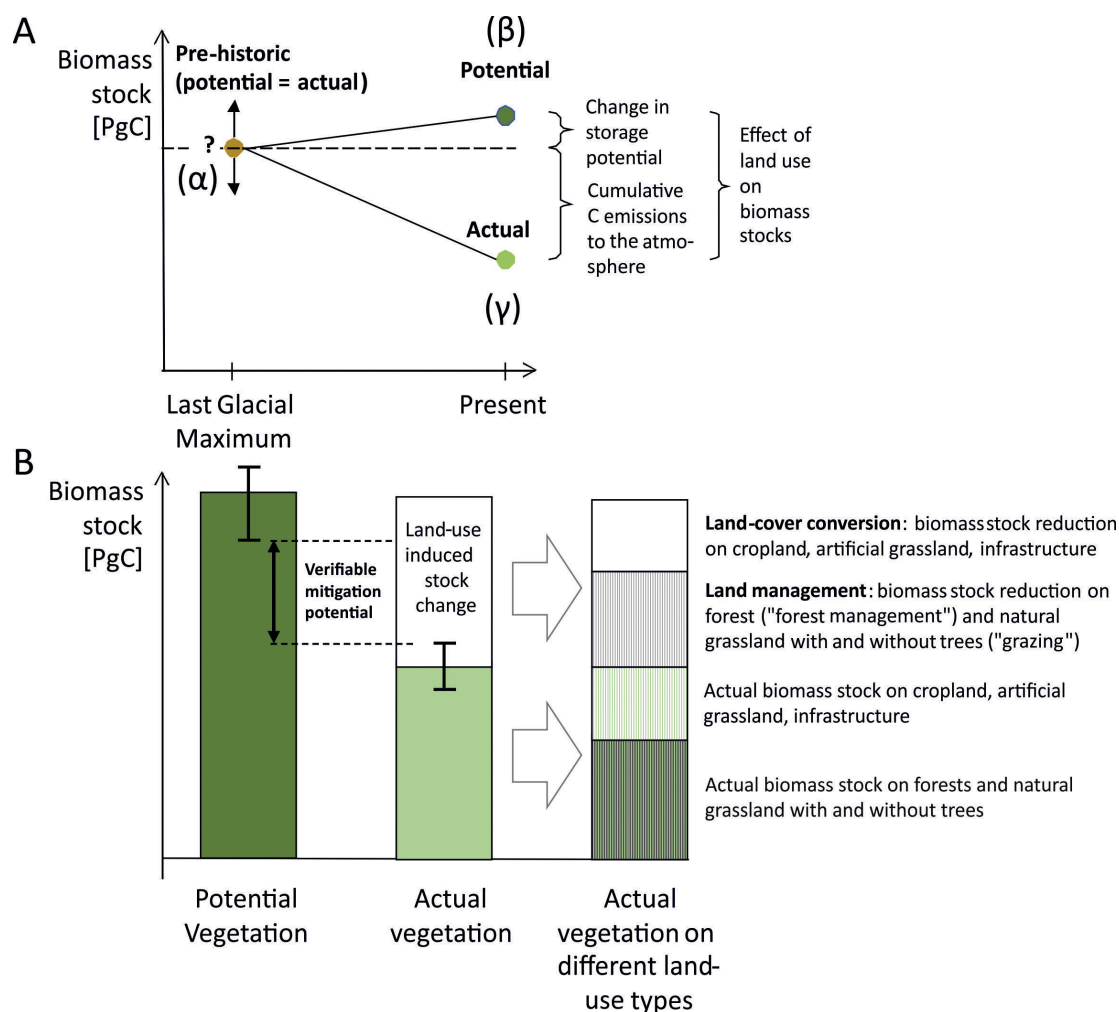 A
Biomass
stock
[PgC]
Pre-historic
(potential = actual)
?
(α)
(β)
Potential
Actual
(γ)
Change in
storage
potential
Cumulative
C emissions
to the atmo-
sphere
Effect of
land use
on
biomass
stocks
Last Glacial
Maximum
Present
B
Biomass
stock
[PgC]
Verifiable
mitigation
potential
Land-use
induced
stock
change
Land-cover conversion: biomass stock reduction
on cropland, artificial grassland, infrastructure
Land management: biomass stock reduction on
forest ("forest management") and natural
grassland with and without trees ("grazing")
Actual biomass stock on cropland, artificial
grassland, infrastructure
Actual biomass stock on forests and natural
grassland with and without trees
Potential
Vegetation
Actual
vegetation
Actual
vegetation on
different land-
use types